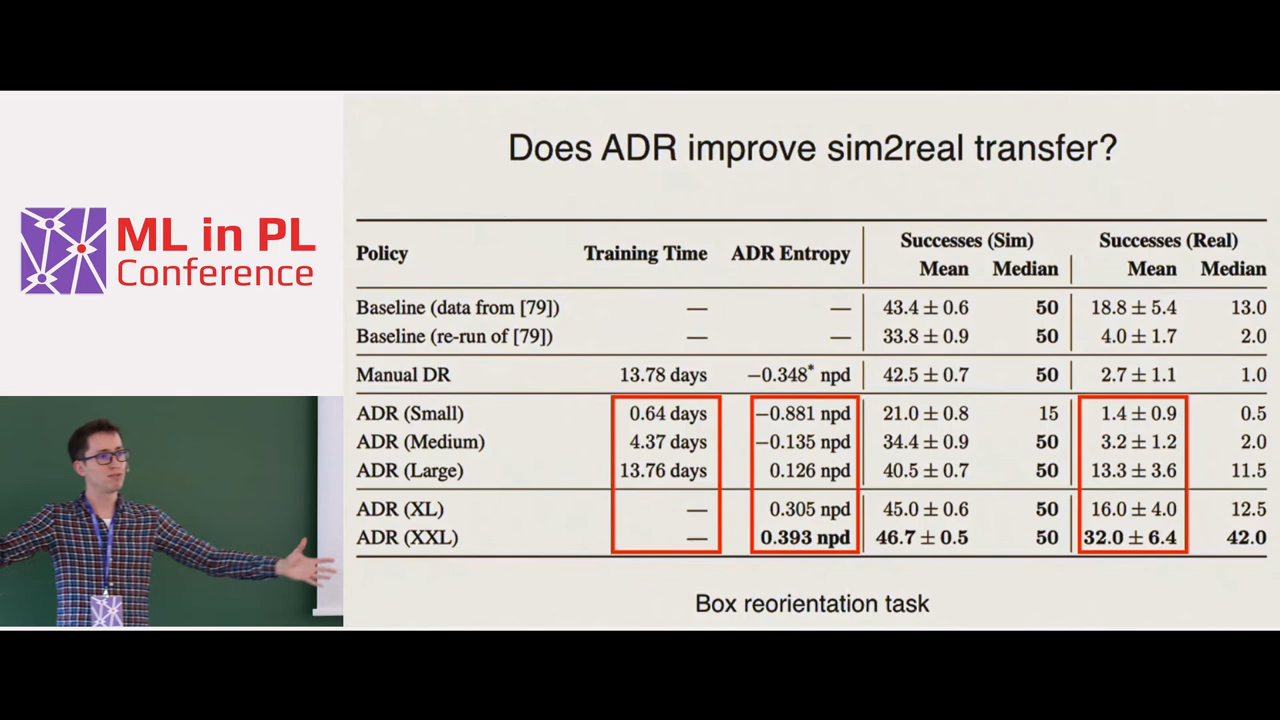 ML in PL
Conference
Does ADR improve sim2real transfer?
Policy Training Time ADR Entropy Successes (Sim) Successes (Real)
Mean Median Mean Median
Baseline (data from [79]) — — 43.4 ± 0.6 50 18.8 ± 5.4 13.0
Baseline (re-run of [79]) — — 33.8 ± 0.9 50 4.0 ± 1.7 2.0
Manual DR 13.78 days −0.348* npd 42.5 ± 0.7 50 2.7 ± 1.1 1.0
ADR (Small) 0.64 days −0.881 npd 21.0 ± 0.8 15 1.4 ± 0.9 0.5
ADR (Medium) 4.37 days −0.135 npd 34.4 ± 0.9 50 3.2 ± 1.2 2.0
ADR (Large) 13.76 days 0.126 npd 40.5 ± 0.7 50 13.3 ± 3.6 11.5
ADR (XL) — 0.305 npd 45.0 ± 0.6 50 16.0 ± 4.0 12.5
ADR (XXL) — 0.393 npd 46.7 ± 0.5 50 32.0 ± 6.4 42.0
Box reorientation task